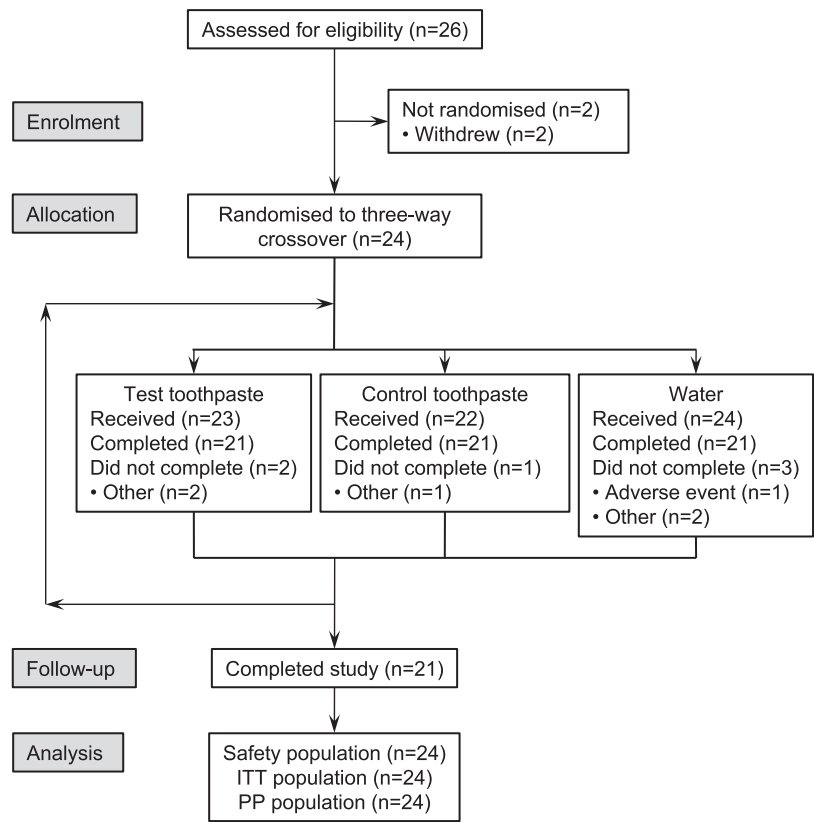 Assessed for eligibility (n=26)
Enrolment
Not randomised (n=2)
• Withdrew (n=2)
Allocation
Randomised to three-way
crossover (n=24)
Test toothpaste
Received (n=23)
Completed (n=21)
Did not complete (n=2)
• Other (n=2)
Control toothpaste
Received (n=22)
Completed (n=21)
Did not complete (n=1)
• Other (n=1)
Water
Received (n=24)
Completed (n=21)
Did not complete (n=3)
• Adverse event (n=1)
• Other (n=2)
Follow-up
Completed study (n=21)
Analysis
Safety population (n=24)
ITT population (n=24)
PP population (n=24)